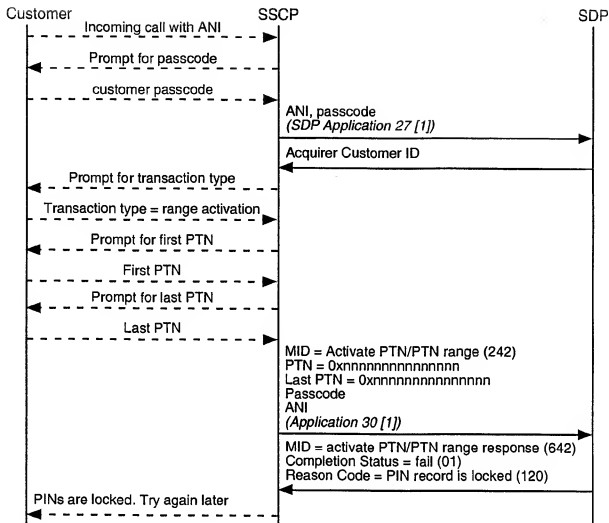 Customer
SSCP
SDP
Incoming call with ANI
Prompt for passcode
customer passcode
ANI, passcode
(SDP Application 27 [1])
Acquirer Customer ID
Prompt for transaction type
Transaction type = range activation
Prompt for first PTN
First PTN
Prompt for last PTN
Last PTN
MID = Activate PTN/PTN range (242)
PTN = 0xnnnnnnnnnnnnnnnn
Last PTN = 0xnnnnnnnnnnnnnnnn
Passcode
ANI
(Application 30 [1])
MID = activate PTN/PTN range response (642)
Completion Status = fail (01)
Reason Code = PIN record is locked (120)
PINs are locked. Try again later